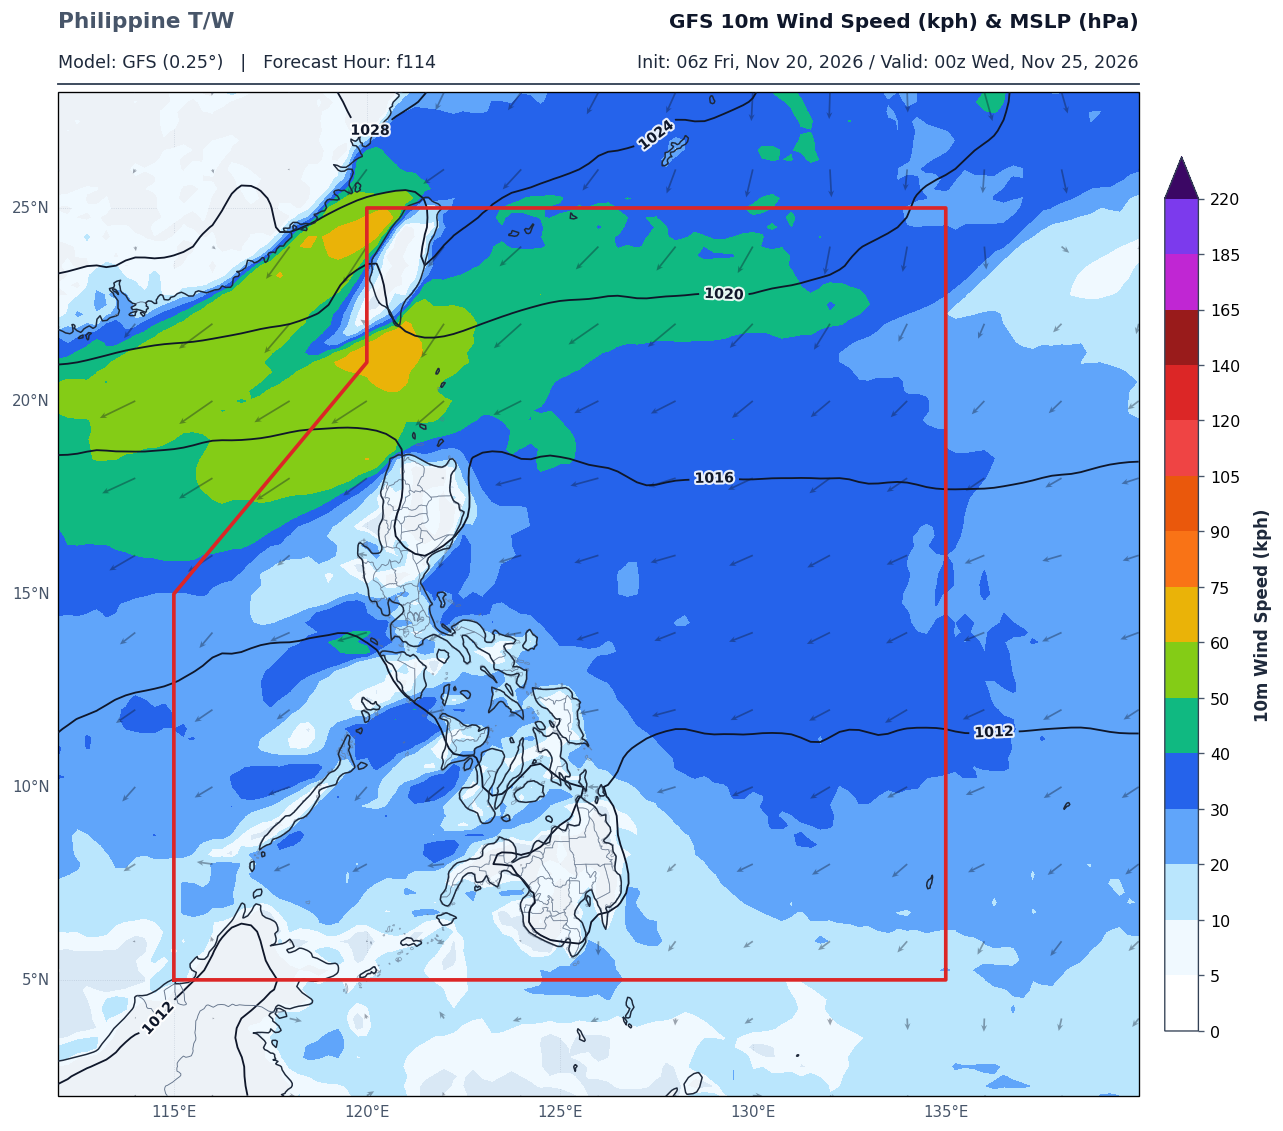 Philippine T/W
GFS 10m Wind Speed (kph) & MSLP (hPa)
Model: GFS (0.25°) | Forecast Hour: f114
Init: 06z Fri, Nov 20, 2026 / Valid: 00z Wed, Nov 25, 2026
1028
1024
1020
1016
1012
1012
25°N
20°N
15°N
10°N
5°N
115°E
120°E
125°E
130°E
135°E
220
185
165
140
120
105
90
75
60
50
40
30
20
10
5
0
10m Wind Speed (kph)